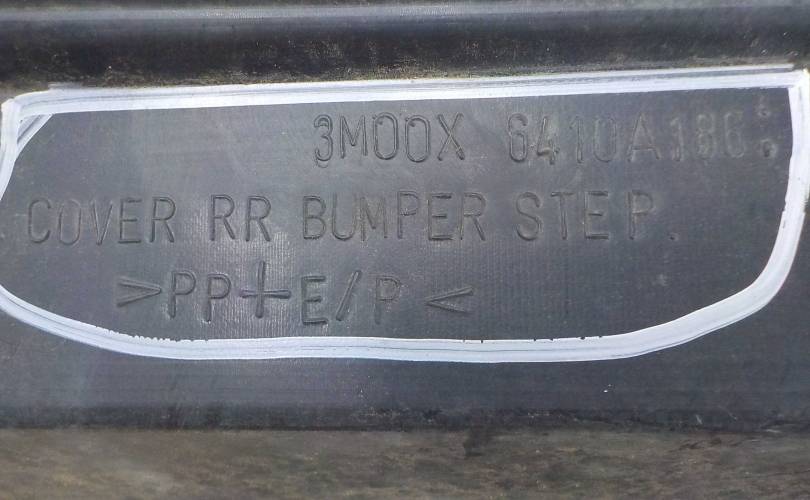 3M00X 6410A186
COVER RR BUMPER STEP.
>PP+E/P<